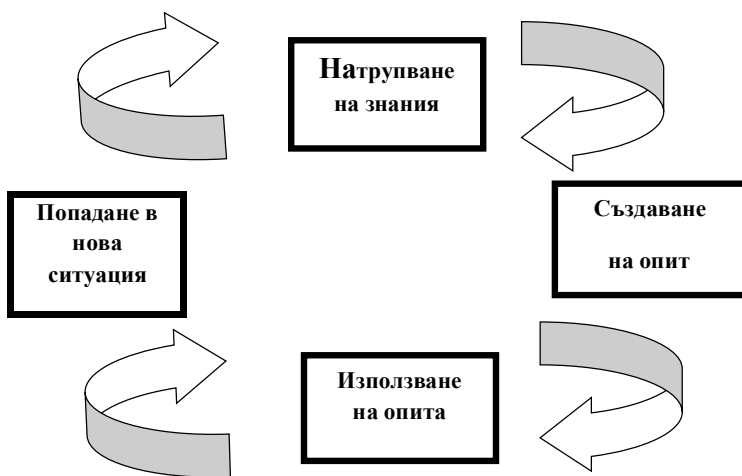 Натрупване
на знания
Попадане в
нова
ситуация
Създаване
на опит
Използване
на опита